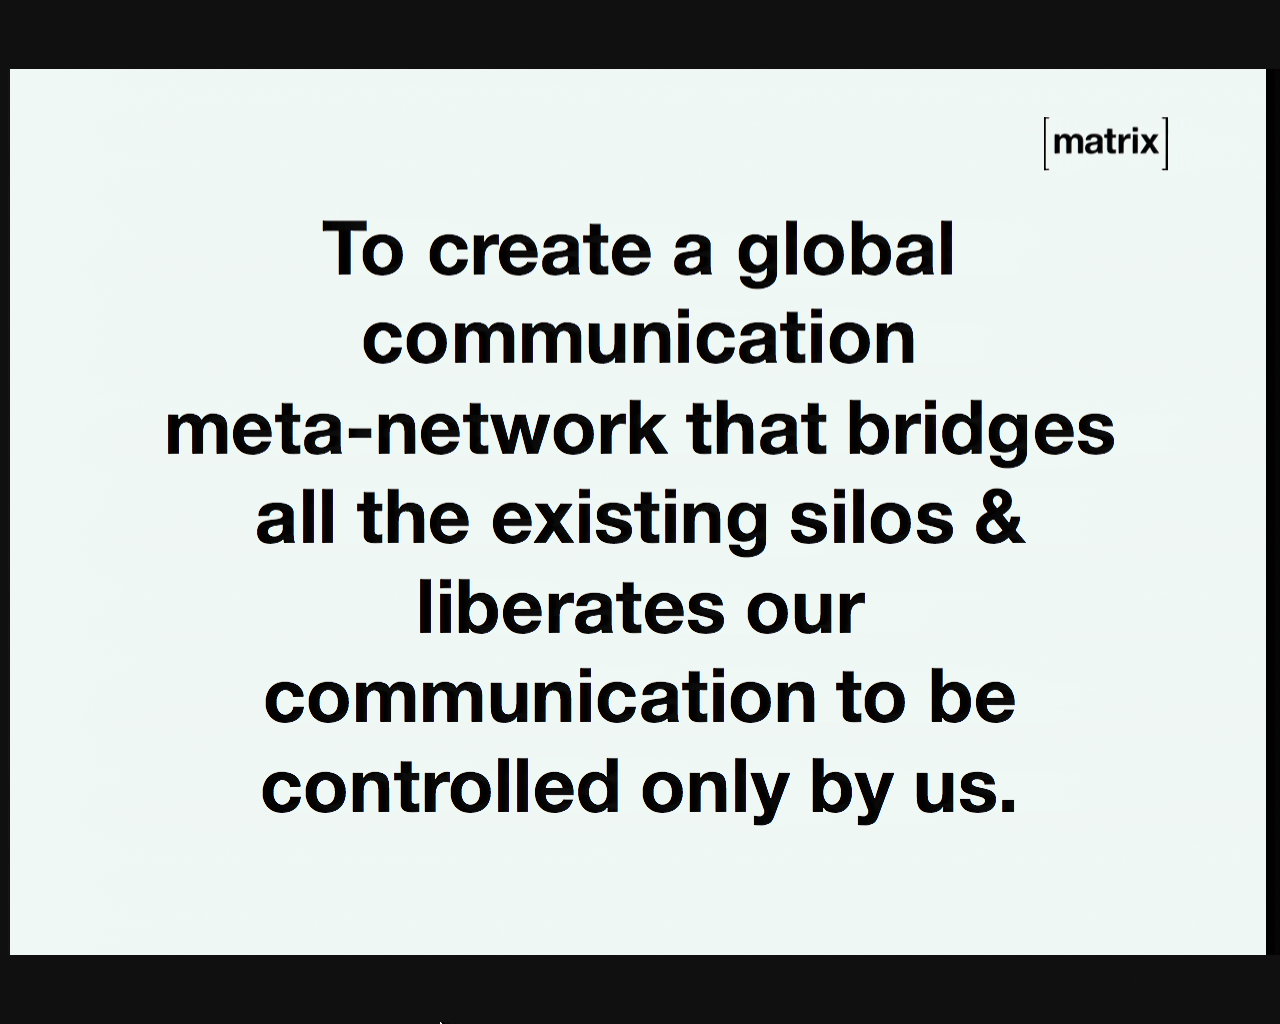 [matrix]
To create a global
communication
meta-network that bridges
all the existing silos &
liberates our
communication to be
controlled only by us.